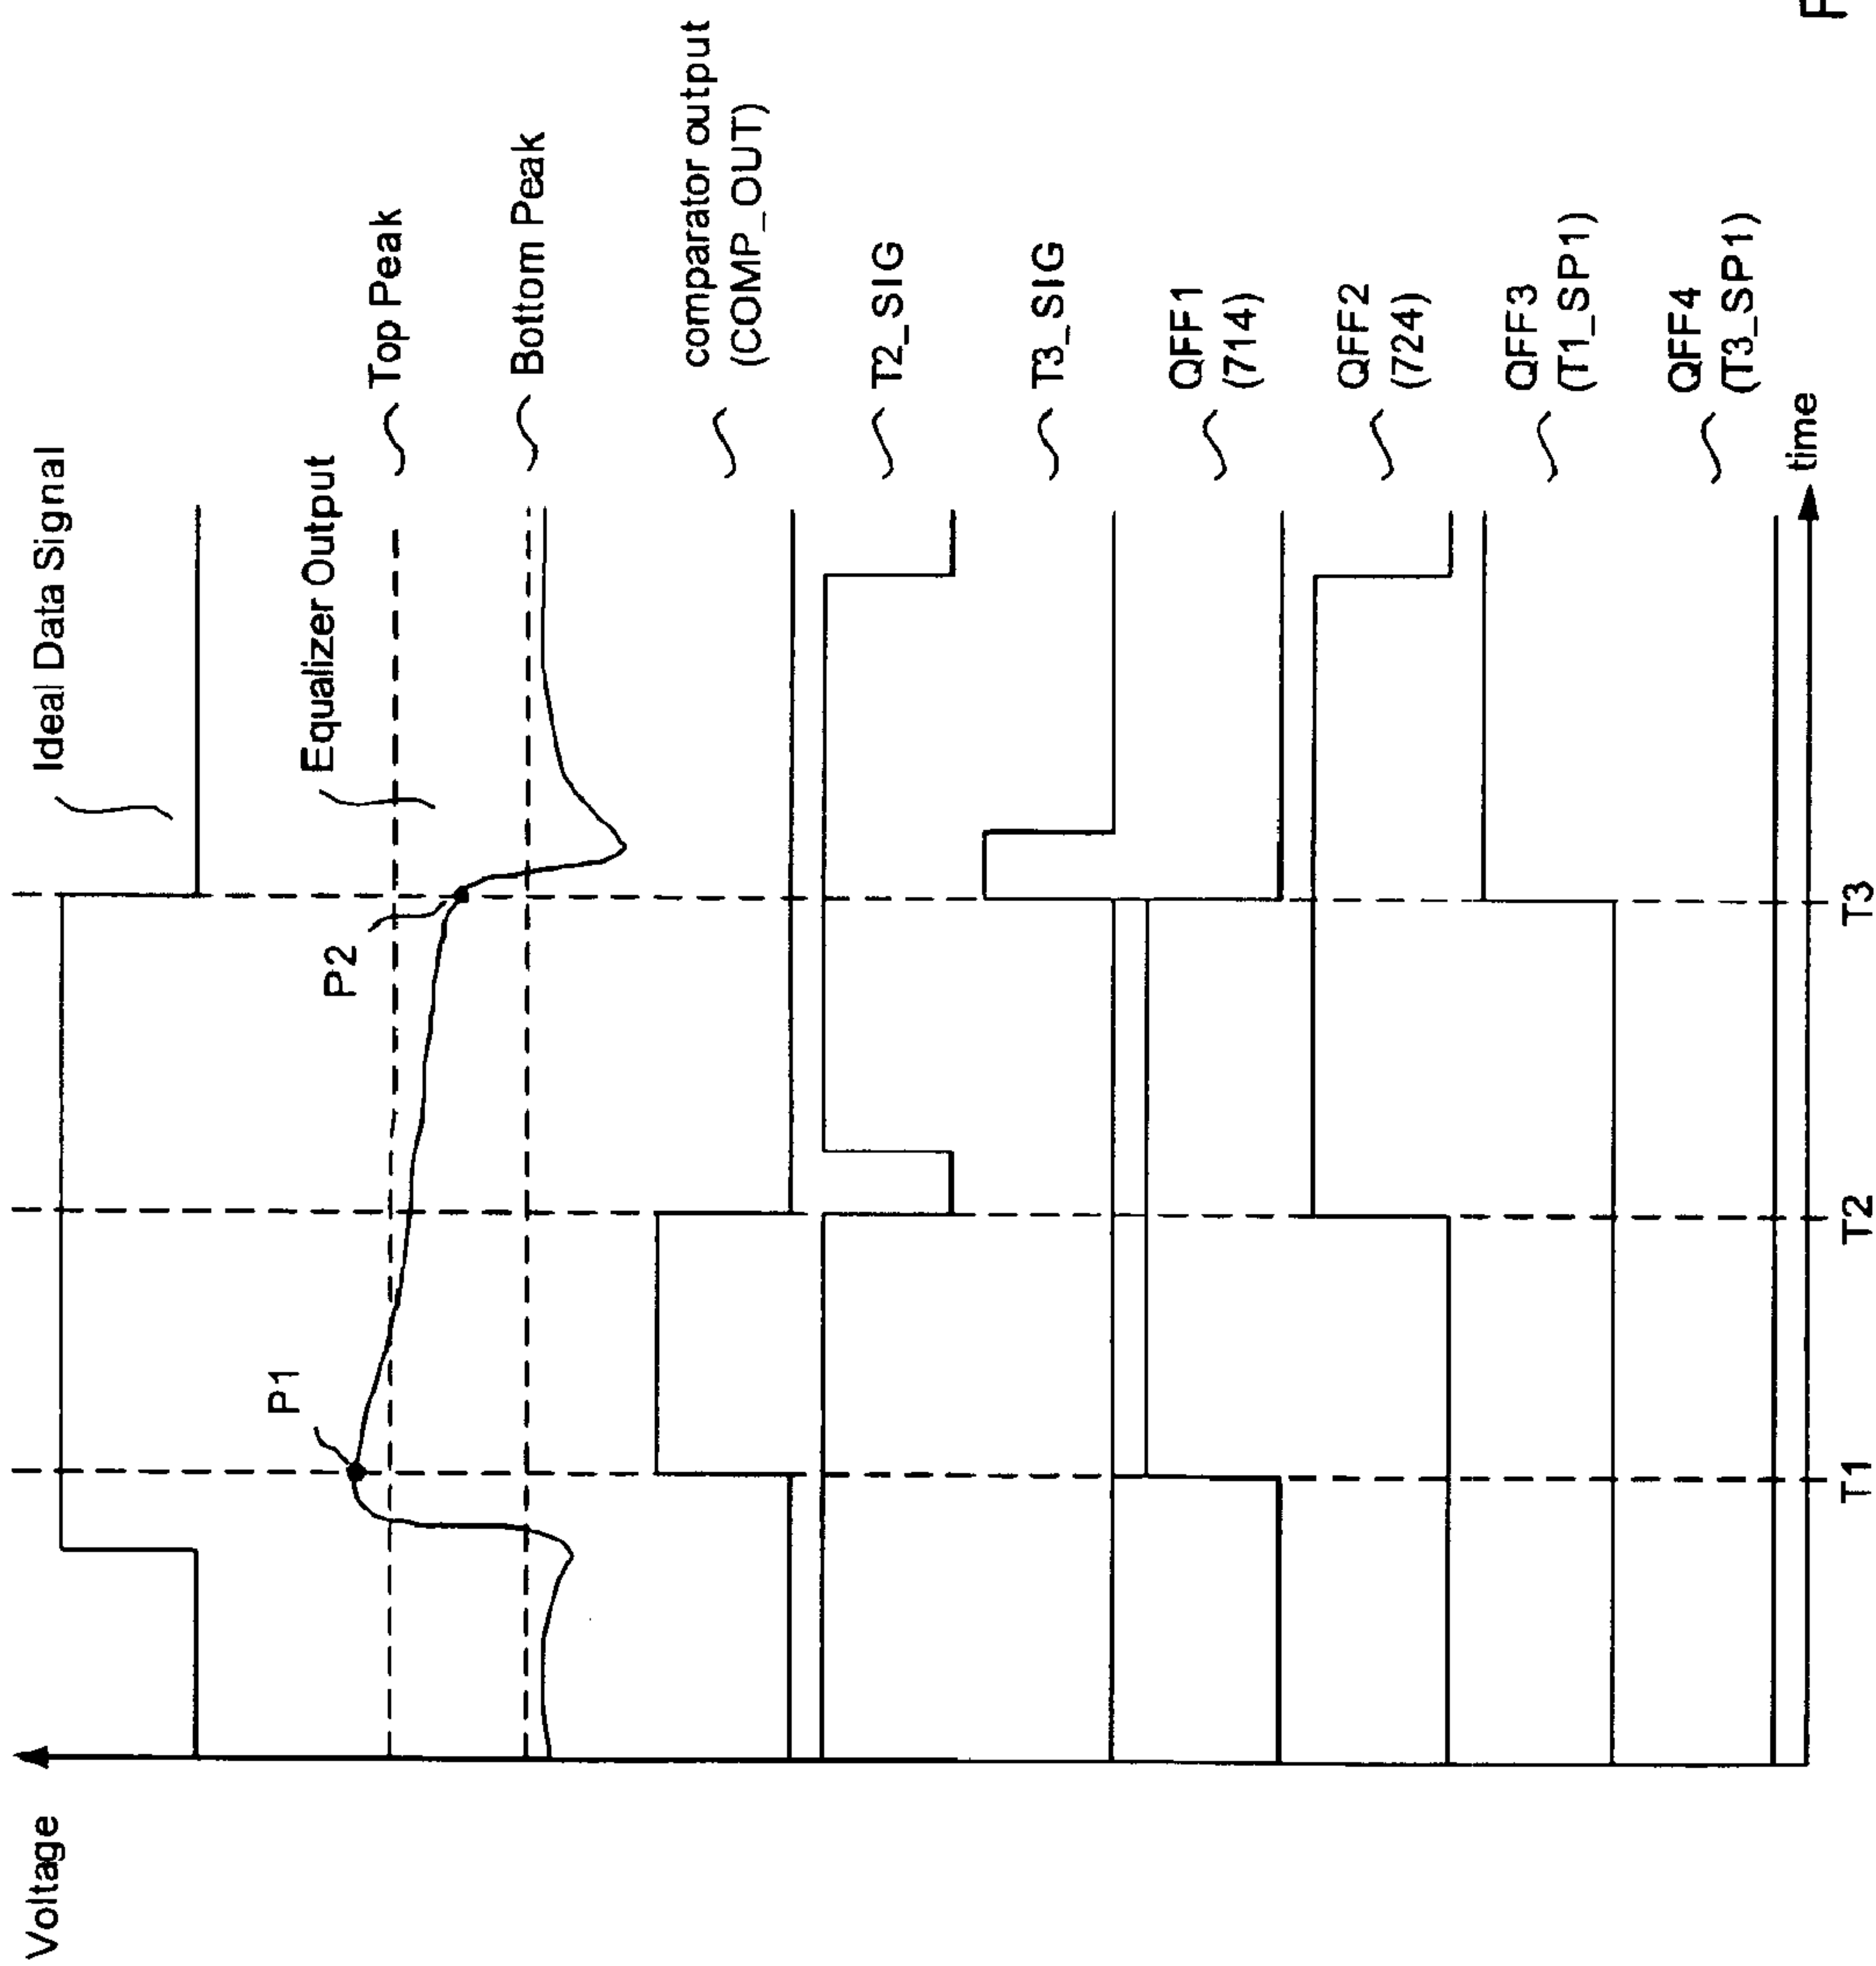 Voltage
Ideal Data Signal
Equalizer Output
P1
P2
Top Peak
Bottom Peak
comparator output
(COMP_OUT)
T2_SIG
T3_SIG
QFF1
(714)
QFF2
(724)
QFF3
(T1_SP1)
QFF4
(T3_SP1)
time
T1
T2
T3